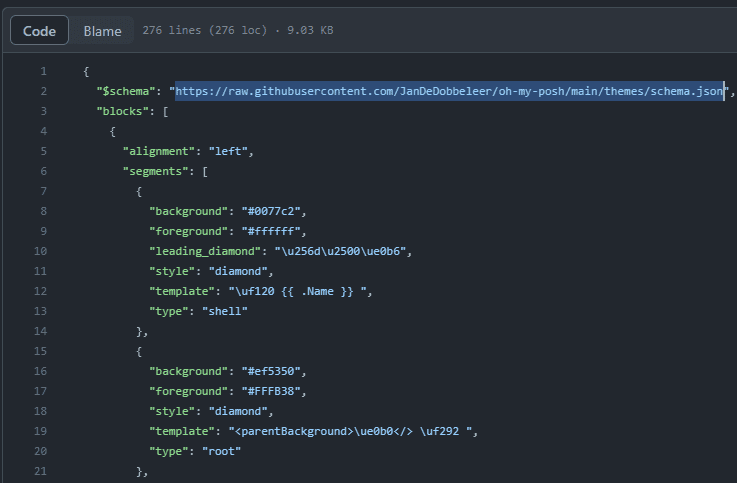 Code Blame 276 lines (276 loc) · 9.03 KB
1 {
2 "$schema": "https://raw.githubusercontent.com/JanDeDobbeleer/oh-my-posh/main/themes/schema.json",
3 "blocks": [
4 {
5 "alignment": "left",
6 "segments": [
7 {
8 "background": "#0077c2",
9 "foreground": "#ffffff",
10 "leading_diamond": "\u256d\u2500\ue0b6",
11 "style": "diamond",
12 "template": "\uf120 {{ .Name }} ",
13 "type": "shell"
14 },
15 {
16 "background": "#ef5350",
17 "foreground": "#FFFB38",
18 "style": "diamond",
19 "template": "<parentBackground>\ue0b0</> \uf292 ",
20 "type": "root"
21 },